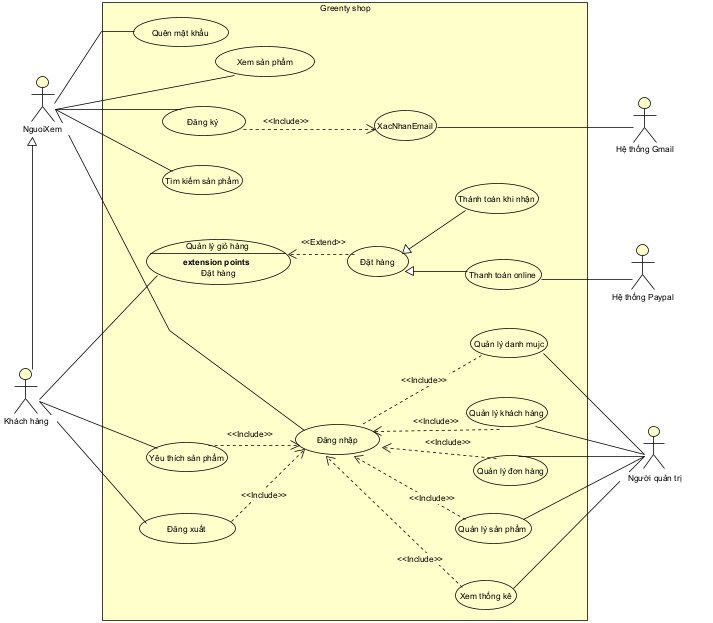 Greenty shop
Quên mật khẩu
Xem sản phẩm
NguoiXem
Đăng ký
<<Include>>
XacNhanEmail
Hệ thống Gmail
Tìm kiếm sản phẩm
Thánh toán khi nhận
Quản lý giỏ hàng
extension points
Đặt hàng
<<Extend>>
Đặt hàng
Thanh toán online
Hệ thống Paypal
Quản lý danh mujc
<<Include>>
Khách hàng
Quản lý khách hàng
<<Include>>
<<Include>>
Đăng nhập
<<Include>>
Yêu thích sản phẩm
Quản lý đơn hàng
Người quản trị
<<Include>>
<<Include>>
Đăng xuất
Quản lý sản phẩm
<<Include>>
Xem thống kê